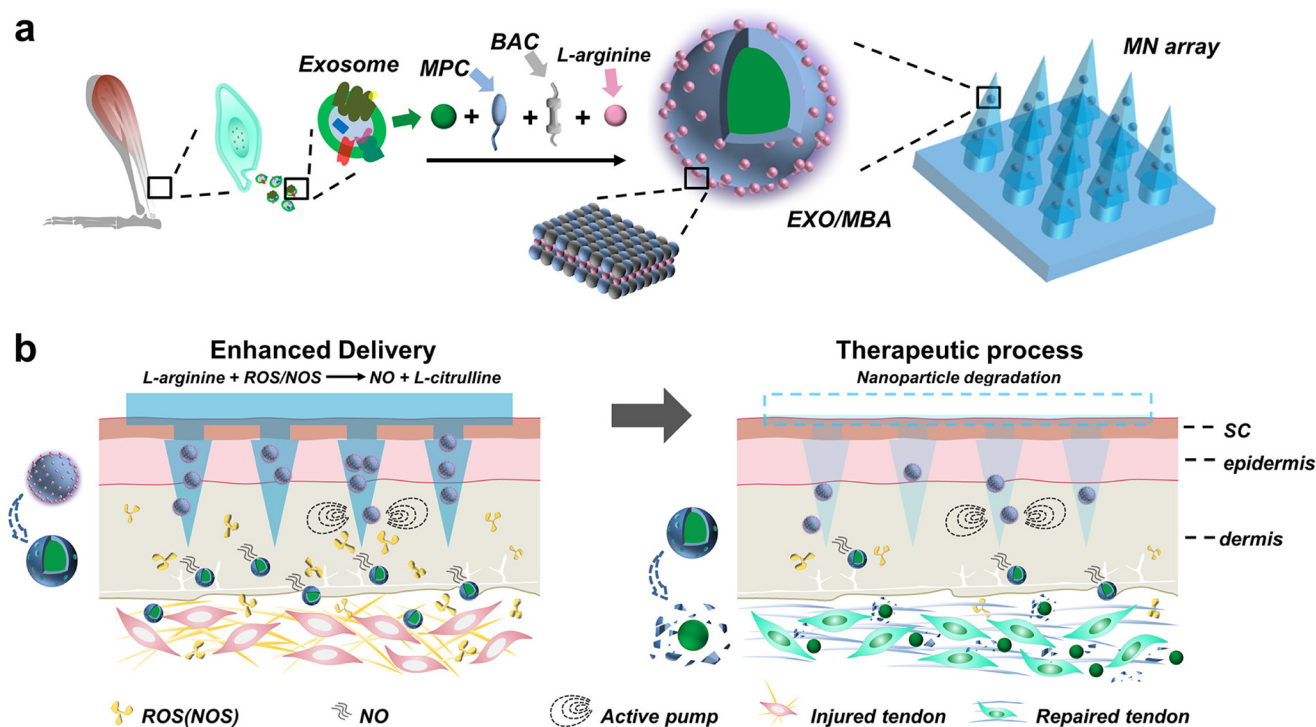 a
Exosome
MPC
BAC
L-arginine
MN array
+
+
+
EXO/MBA
b
Enhanced Delivery
L-arginine + ROS/NOS → NO + L-citrulline
Therapeutic process
Nanoparticle degradation
SC
epidermis
dermis
ROS(NOS)
NO
Active pump
Injured tendon
Repaired tendon